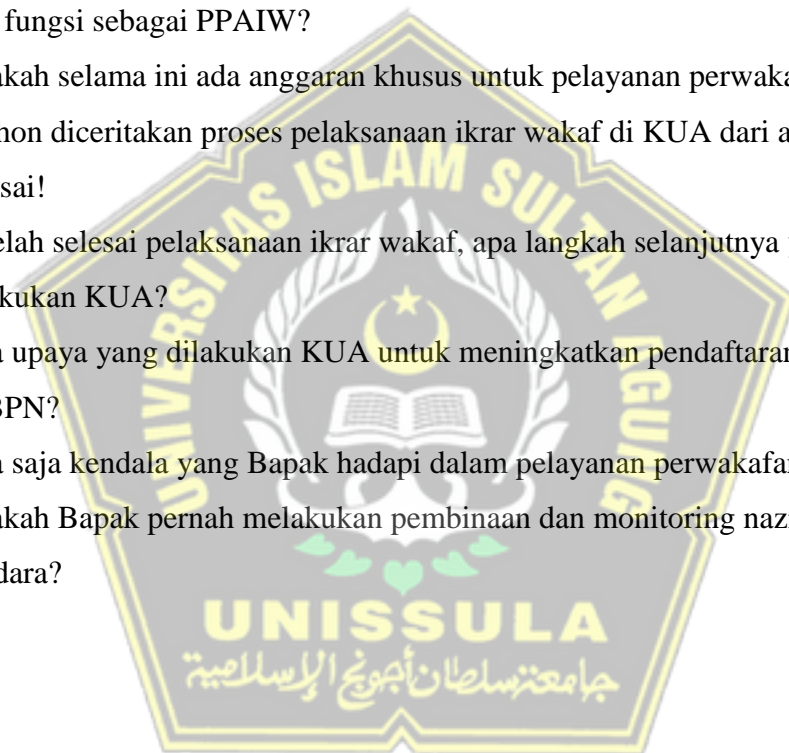 fungsi sebagai PPAIW?
akah selama ini ada anggaran khusus untuk pelayanan perwaka
hon diceritakan proses pelaksanaan ikrar wakaf di KUA dari a
sai!
elah selesai pelaksanaan ikrar wakaf, apa langkah selanjutnya
kukan KUA?
a upaya yang dilakukan KUA untuk meningkatkan pendaftaran
BPN?
a saja kendala yang Bapak hadapi dalam pelayanan perwakafan
akah Bapak pernah melakukan pembinaan dan monitoring naz
dara?
UNIVERSITAS ISLAM SULTAN AGUNG
UNISSULA
جامعنسلطان أجونج الإسلامية